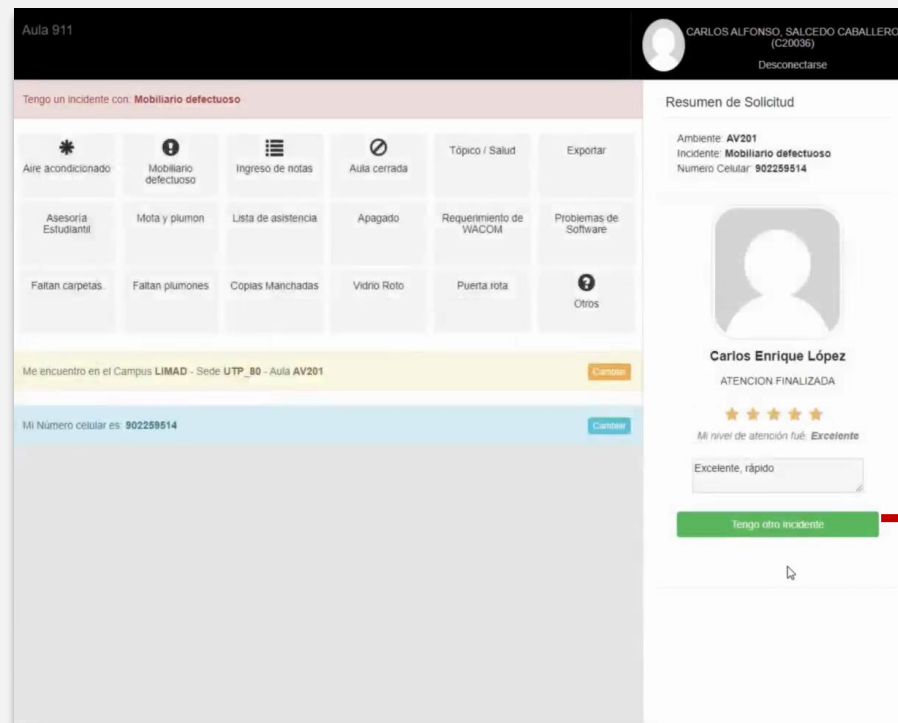 Aula 911
CARLOS ALFONSO, SALCEDO CABALLERO
(C20036)
Desconectarse
Tengo un incidente con: Mobiliario defectuoso
Aire acondicionado
Mobiliario
defectuoso
Ingreso de notas
Aula cerrada
Tópico / Salud
Exportar
Asesoría
Estudiantil
Mota y plumon
Lista de asistencia
Apagado
Requerimiento de
WACOM
Problemas de
Software
Faltan carpetas.
Faltan plumones
Copias Manchadas
Vidrio Roto
Puerta rota
Otros
Me encuentro en el Campus LIMAD - Sede UTP_80 - Aula AV201
Cambiar
Mi Número celular es: 902259514
Cambiar
Resumen de Solicitud
Ambiente: AV201
Incidente: Mobiliario defectuoso
Numero Celular: 902259514
Carlos Enrique López
ATENCION FINALIZADA
Mi nivel de atención fué: Excelente
Excelente, rápido
Tengo otro incidente